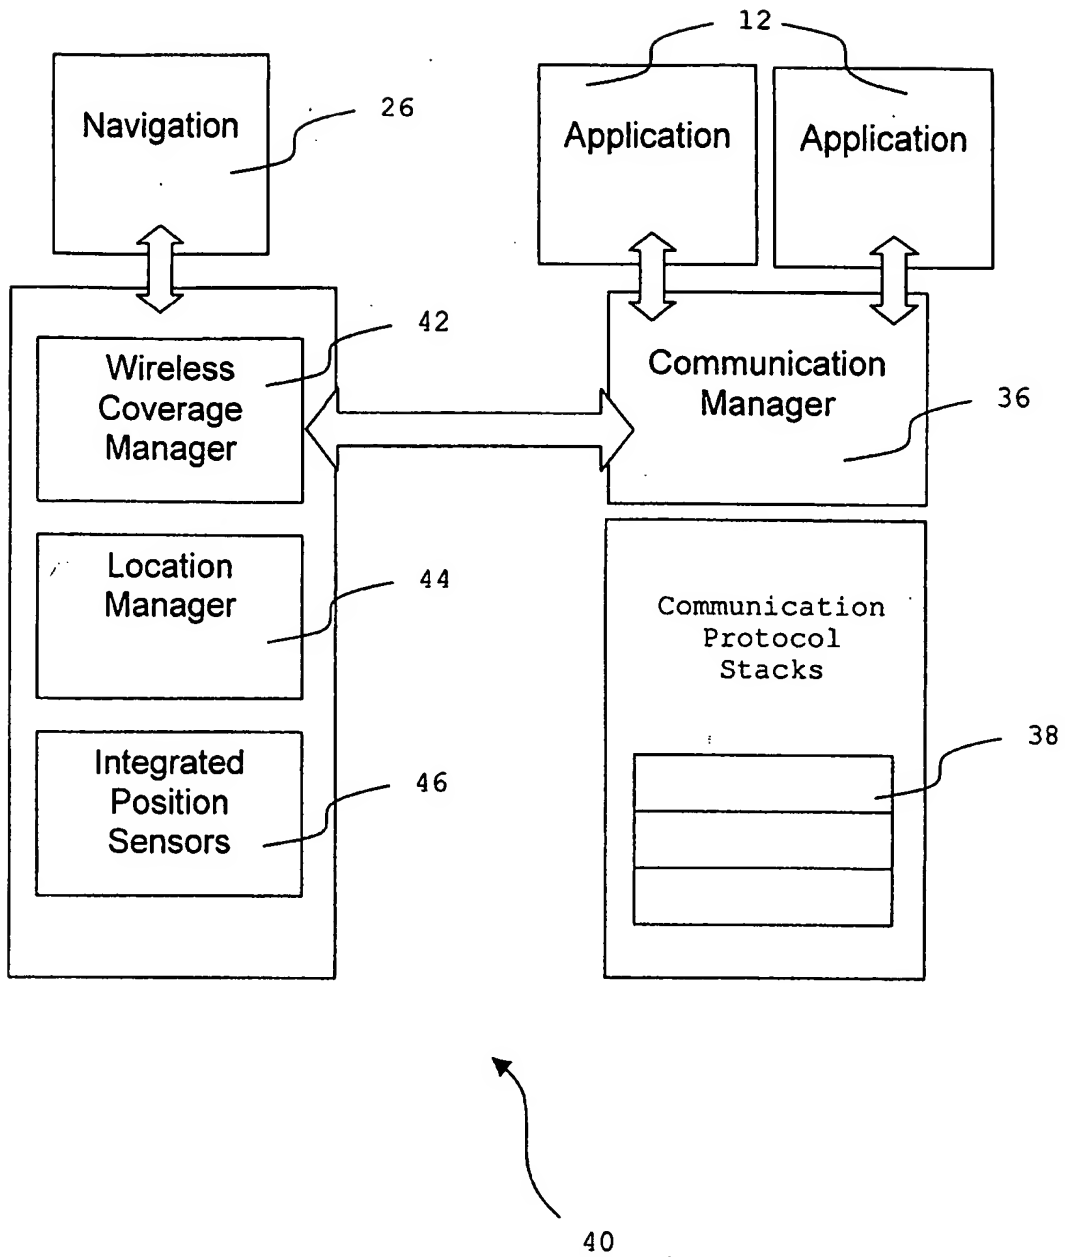 12
Navigation
26
Application
Application
42
Wireless
Coverage
Manager
Communication
Manager
36
Location
Manager
44
Communication
Protocol
Stacks
Integrated
Position
Sensors
46
38
40